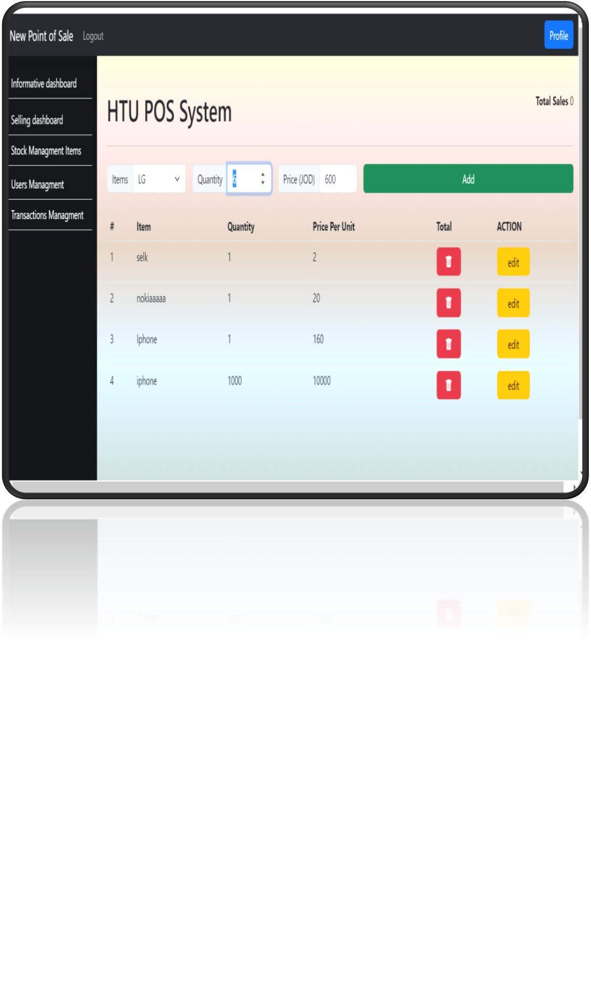 New Point of Sale Logout Profile
Informative dashboard
Selling dashboard
Stock Managment Items
Users Managment
Transactions Managment
HTU POS System
Total Sales 0
Items LG Quantity 6 Price (JOD) 600 Add
# Item Quantity Price Per Unit Total ACTION
1 selk 1 2 edit
2 nokiaaaaa 1 20 edit
3 Iphone 1 160 edit
4 iphone 1000 10000 edit